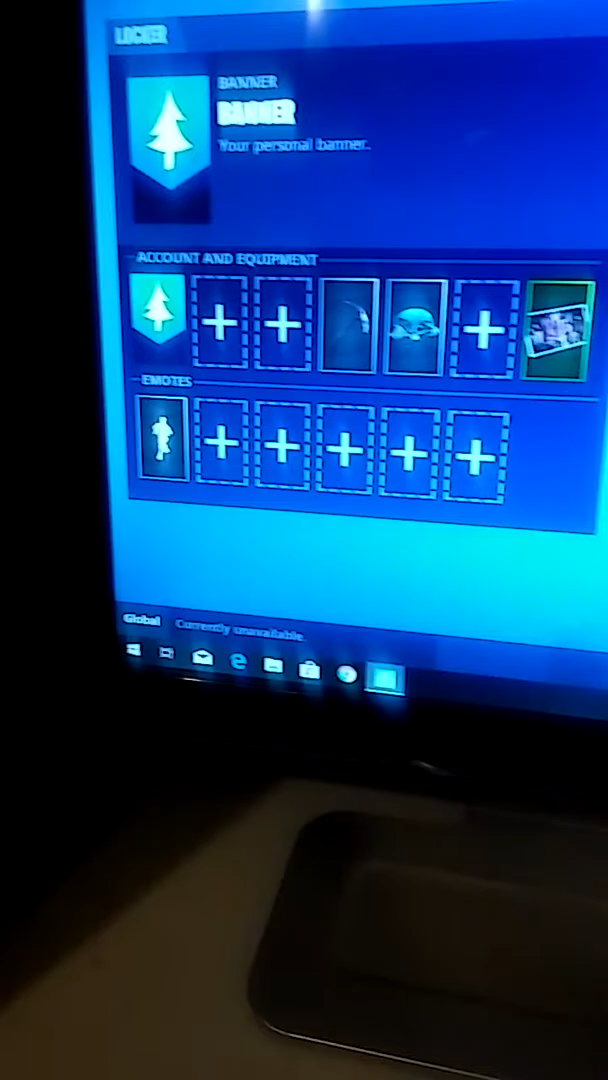 LOCKER
BANNER
BANNER
Your personal banner.
ACCOUNT AND EQUIPMENT
EMOTES
Global Currently unavailable.